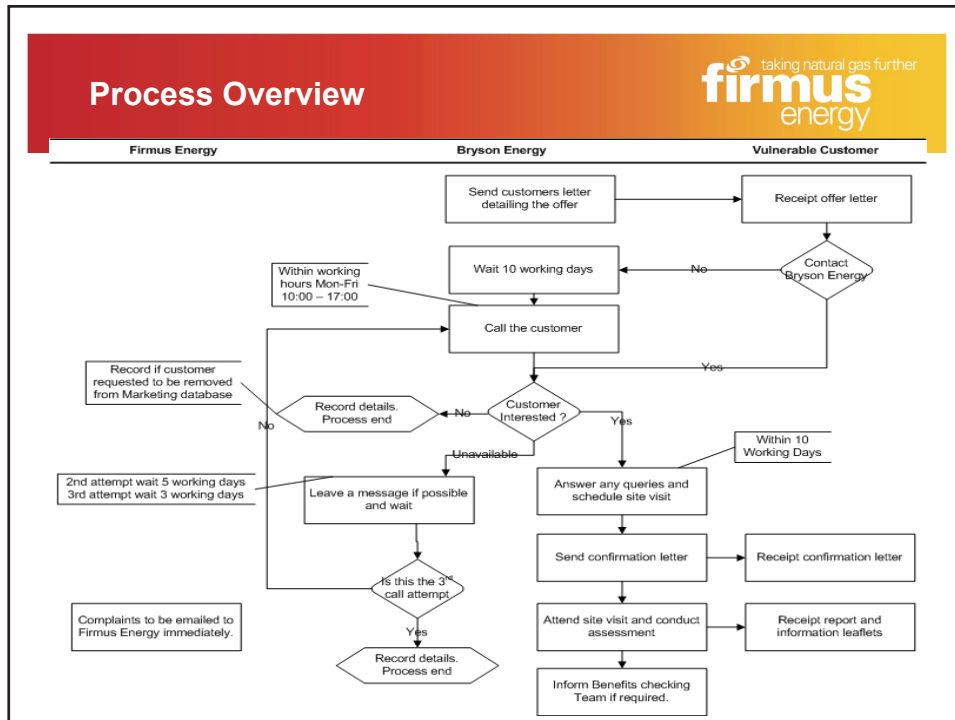 Process Overview
taking natural gas further
firmus
energy
Firmus Energy
Bryson Energy
Vulnerable Customer
Send customers letter
detailing the offer
Receipt offer letter
Contact
Bryson Energy
No
Wait 10 working days
Within working
hours Mon-Fri
10:00 – 17:00
Call the customer
Yes
Record if customer
requested to be removed
from Marketing database
Record details.
Process end
No
Customer
Interested ?
Yes
No
Unavailable
Within 10
Working Days
2nd attempt wait 5 working days
3rd attempt wait 3 working days
Leave a message if possible
and wait
Answer any queries and
schedule site visit
Send confirmation letter
Receipt confirmation letter
Is this the 3rd
call attempt
Complaints to be emailed to
Firmus Energy immediately.
Attend site visit and conduct
assessment
Receipt report and
information leaflets
Yes
Record details.
Process end
Inform Benefits checking
Team if required.